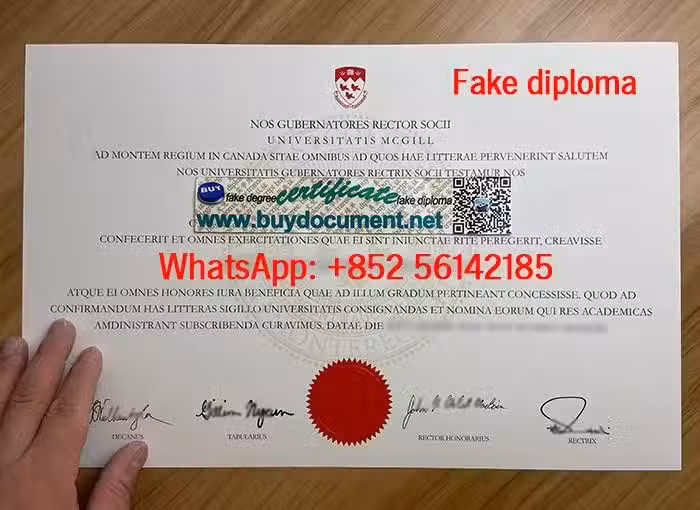 Fake diploma
NOS GUBERNATORES RECTOR SOCII
UNIVERSITATIS MCGILL
AD MONTEM REGIUM IN CANADA SITAE OMNIBUS AD QUOS HAE LITTERAE PERVENERINT SALUTEM
NOS UNIVERSITATIS GUBERNATORES RECTRIX SOCII TESTAMUR NOS
BUY fake degree certificate fake diploma
www.buydocument.net
CONFECERIT ET OMNES EXERCITATIONES QUAE EI SINT INIUNCTAE RITE PEREGERIT, CREAVISSE
WhatsApp: +852 56142185
ATQUE EI OMNES HONORES IURA BENEFICIA QUAE AD ILLUM GRADUM PERTINEANT CONCESSISSE. QUOD AD
CONFIRMANDUM HAS LITTERAS SIGILLO UNIVERSITATIS CONSIGNANDAS ET NOMINA EORUM QUI RES ACADEMICAS
AMDINISTRANT SUBSCRIBENDA CURAVIMUS, DATAE DIE
DECANUS TABULARIUS RECTOR HONORARIUS RECTRIX